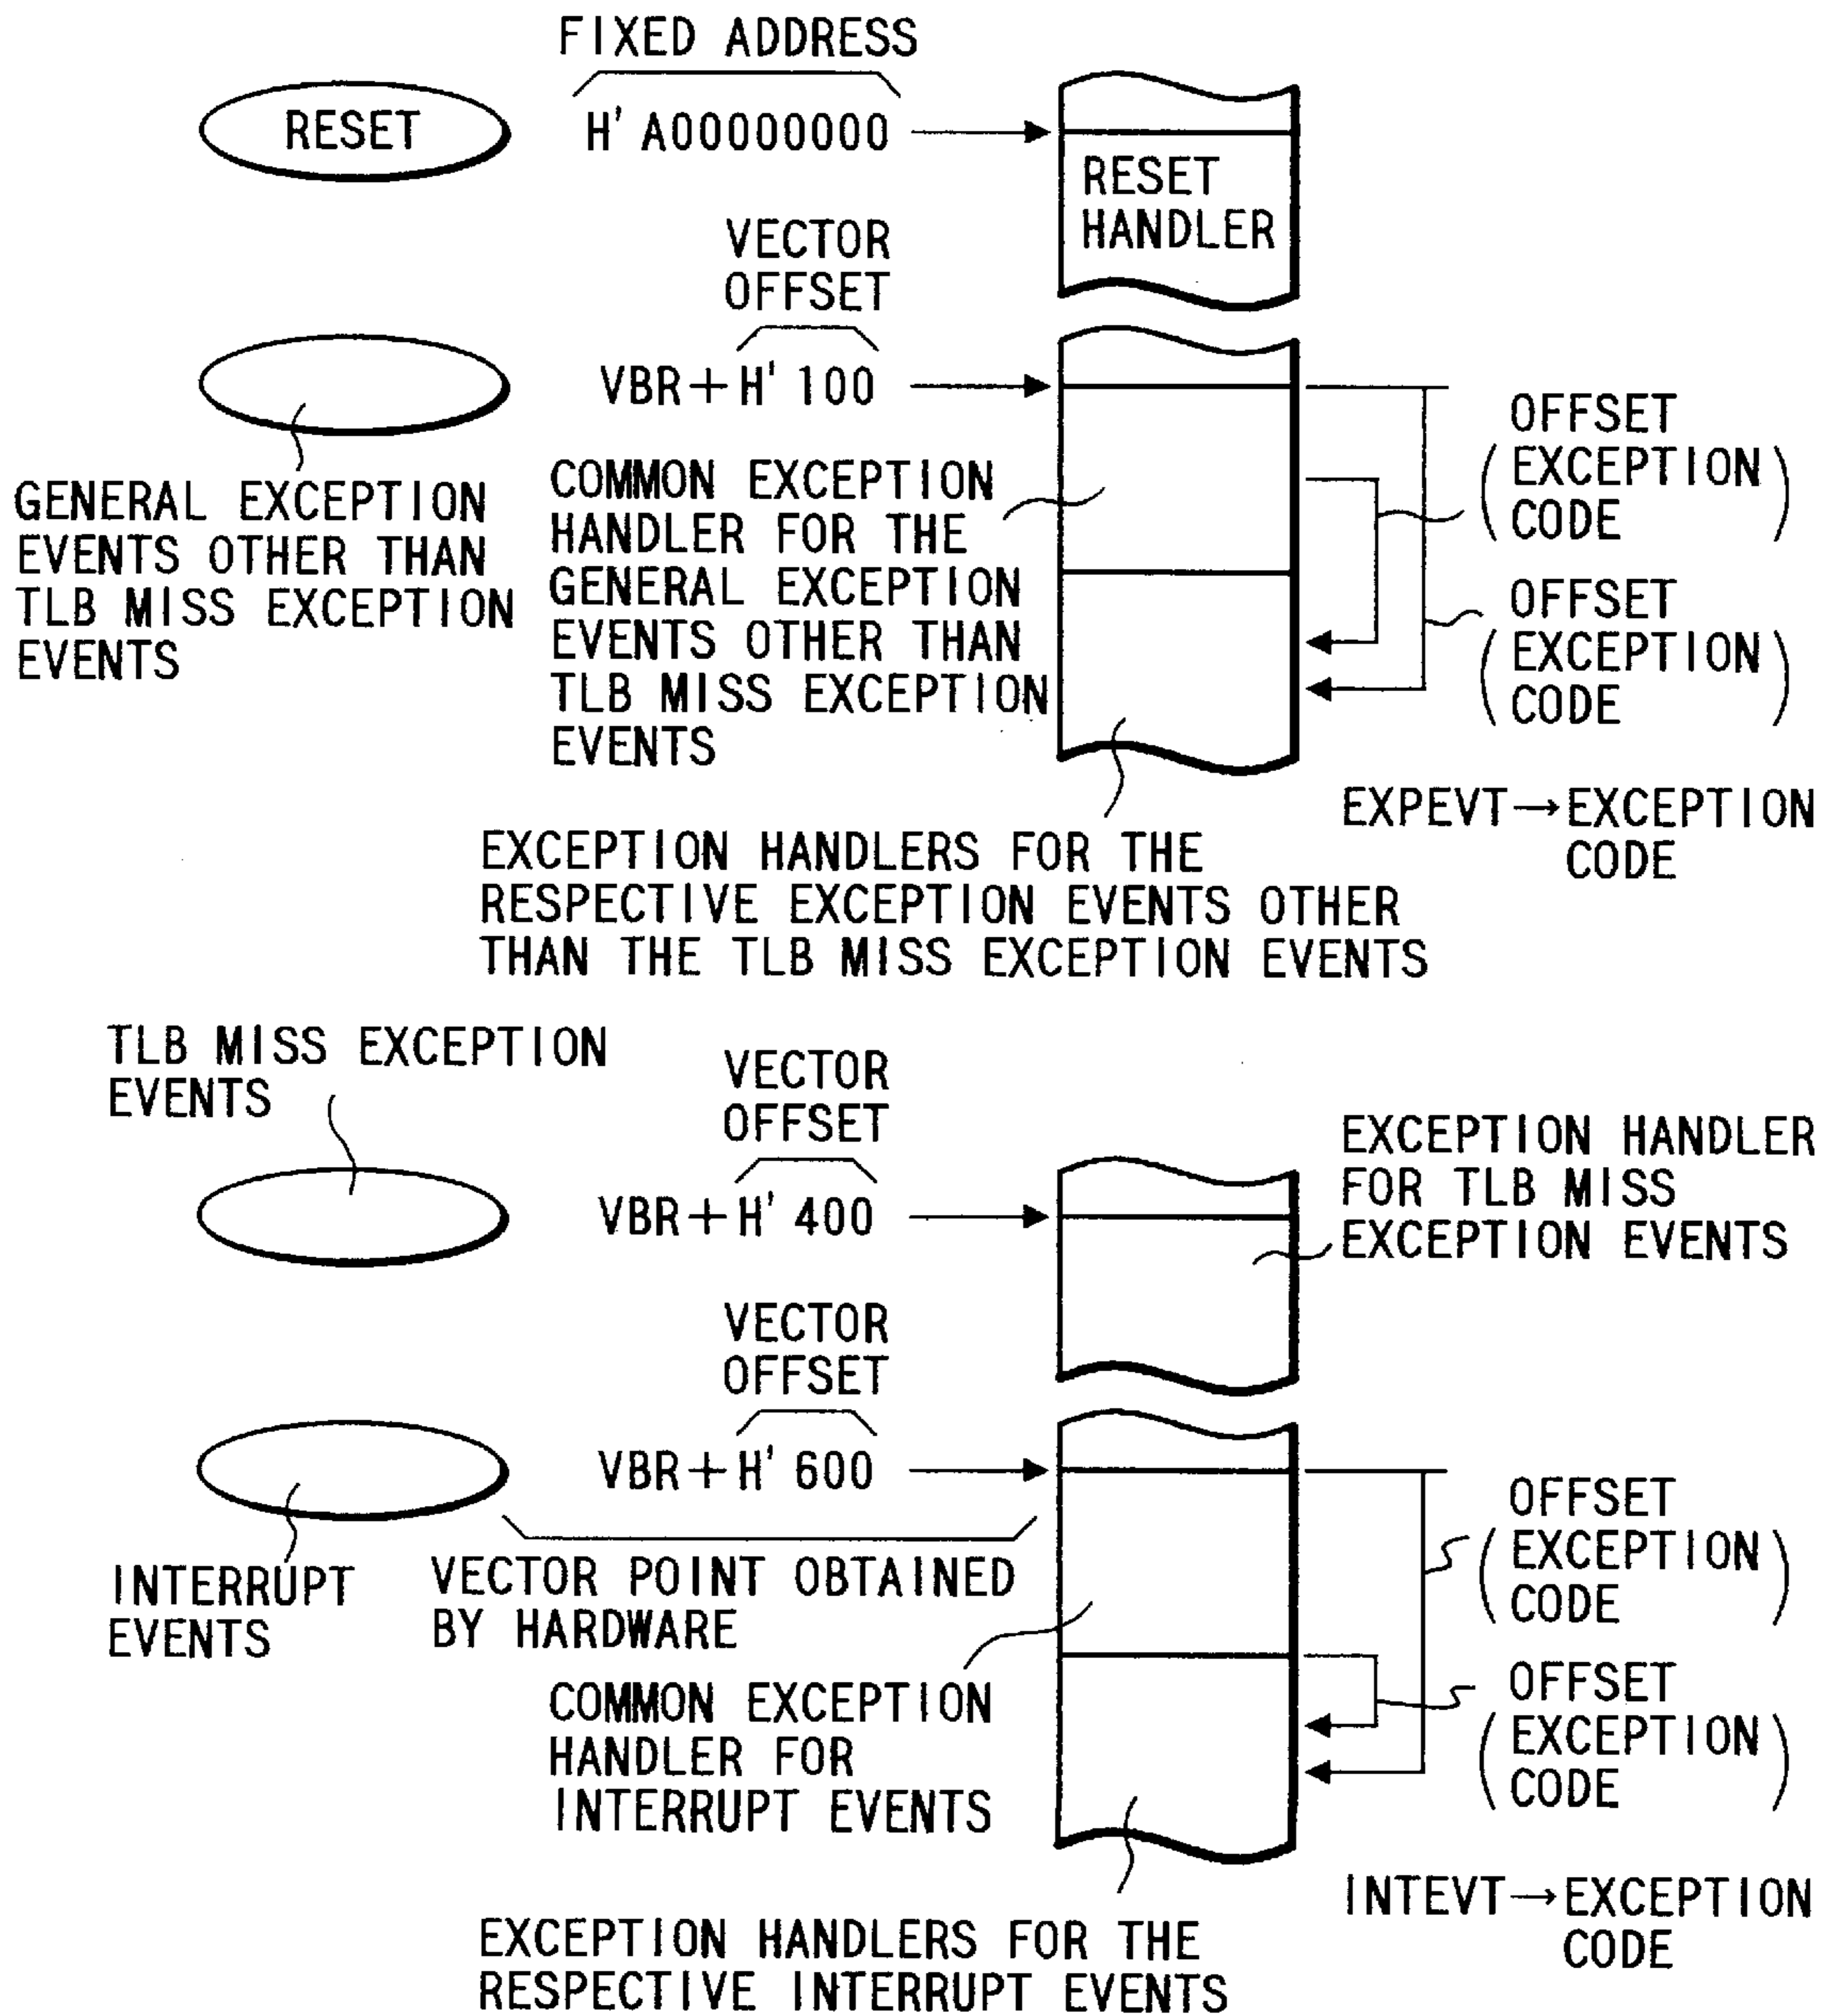 FIXED ADDRESS
RESET
H' A00000000
RESET
HANDLER
VECTOR
OFFSET
VBR+H' 100
GENERAL EXCEPTION
EVENTS OTHER THAN
TLB MISS EXCEPTION
EVENTS
COMMON EXCEPTION
HANDLER FOR THE
GENERAL EXCEPTION
EVENTS OTHER THAN
TLB MISS EXCEPTION
EVENTS
OFFSET
(EXCEPTION
CODE)
OFFSET
(EXCEPTION
CODE)
EXPEVT→EXCEPTION
CODE
EXCEPTION HANDLERS FOR THE
RESPECTIVE EXCEPTION EVENTS OTHER
THAN THE TLB MISS EXCEPTION EVENTS
TLB MISS EXCEPTION
EVENTS
VECTOR
OFFSET
VBR+H' 400
EXCEPTION HANDLER
FOR TLB MISS
EXCEPTION EVENTS
VECTOR
OFFSET
VBR+H' 600
INTERRUPT
EVENTS
VECTOR POINT OBTAINED
BY HARDWARE
COMMON EXCEPTION
HANDLER FOR
INTERRUPT EVENTS
OFFSET
(EXCEPTION
CODE)
OFFSET
(EXCEPTION
CODE)
INTEVT→EXCEPTION
CODE
EXCEPTION HANDLERS FOR THE
RESPECTIVE INTERRUPT EVENTS